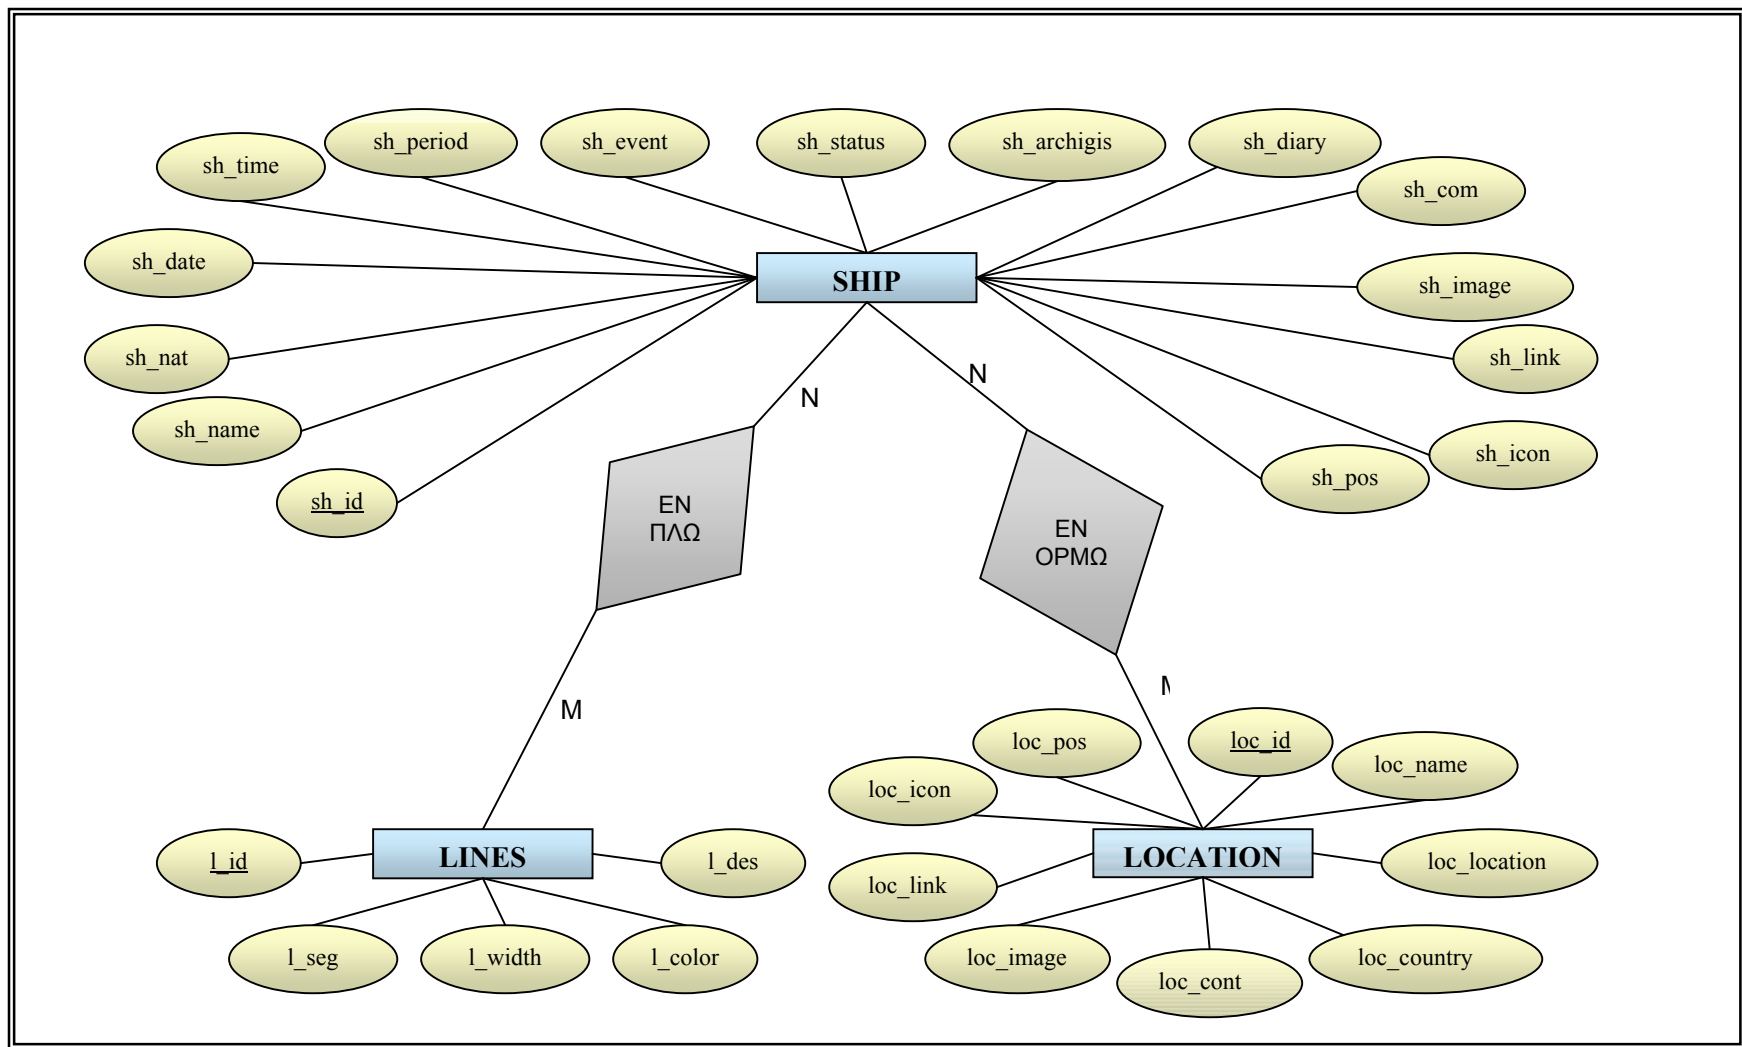 sh_period
sh_event
sh_status
sh_archigis
sh_diary
sh_time
sh_com
sh_date
SHIP
sh_image
sh_nat
sh_link
N
N
sh_name
sh_icon
sh_id
sh_pos
ΕΝ
ΠΛΩ
ΕΝ
ΟΡΜΩ
M
loc_pos
loc_id
loc_name
loc_icon
l_id
LINES
l_des
LOCATION
loc_location
loc_link
l_seg
l_width
l_color
loc_image
loc_cont
loc_country